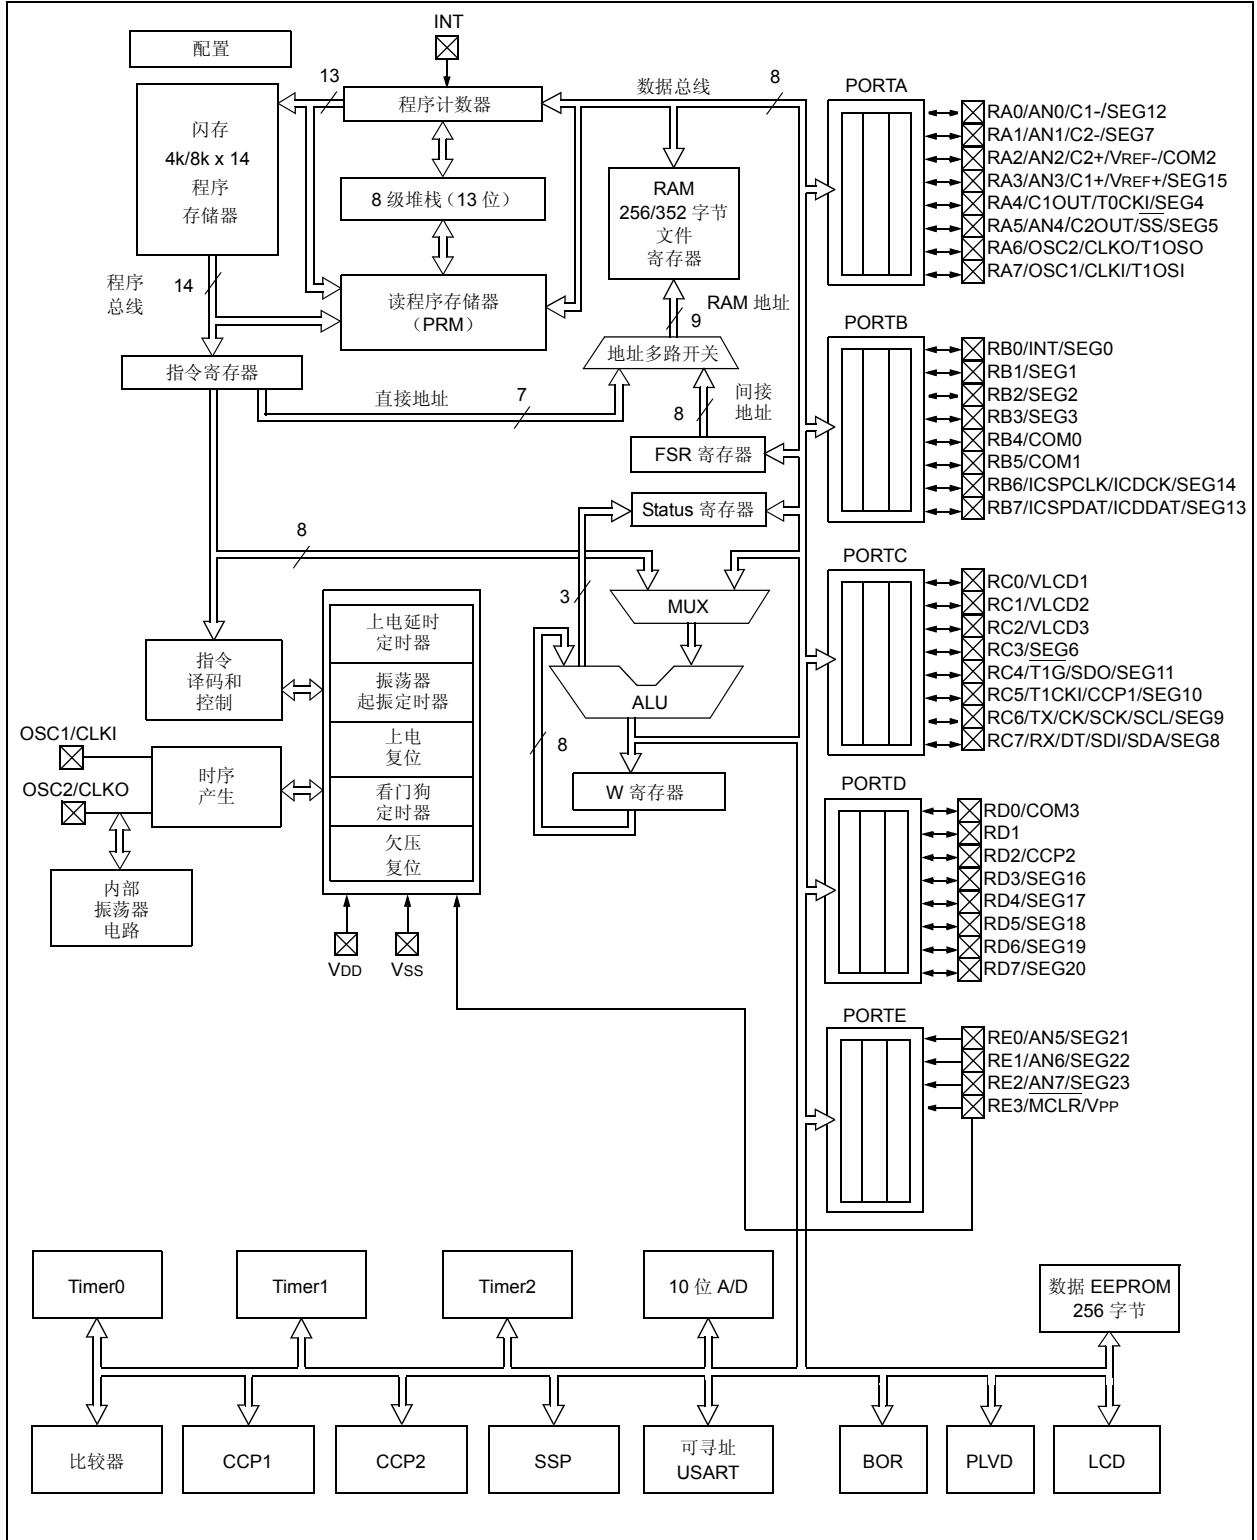 配置
INT
13
闪存
4k/8k x 14
程序
存储器
程序计数器
8 级堆栈（13 位）
读程序存储器
（PRM）
数据总线
8
RAM
256/352 字节
文件
寄存器
程序
总线
14
RAM 地址
9
指令寄存器
地址多路开关
直接地址
7
间接
地址
8
FSR 寄存器
Status 寄存器
8
3
MUX
ALU
8
W 寄存器
指令
译码和
控制
上电延时
定时器
振荡器
起振定时器
上电
复位
看门狗
定时器
欠压
复位
OSC1/CLKI
OSC2/CLKO
时序
产生
内部
振荡器
电路
VDD
VSS
PORTA
RA0/AN0/C1-/SEG12
RA1/AN1/C2-/SEG7
RA2/AN2/C2+/VREF-/COM2
RA3/AN3/C1+/VREF+/SEG15
RA4/C1OUT/T0CKI/SEG4
RA5/AN4/C2OUT/SS/SEG5
RA6/OSC2/CLKO/T1OSO
RA7/OSC1/CLKI/T1OSI
PORTB
RB0/INT/SEG0
RB1/SEG1
RB2/SEG2
RB3/SEG3
RB4/COM0
RB5/COM1
RB6/ICSPCLK/ICDCK/SEG14
RB7/ICSPDAT/ICDDAT/SEG13
PORTC
RC0/VLCD1
RC1/VLCD2
RC2/VLCD3
RC3/SEG6
RC4/T1G/SDO/SEG11
RC5/T1CKI/CCP1/SEG10
RC6/TX/CK/SCK/SCL/SEG9
RC7/RX/DT/SDI/SDA/SEG8
PORTD
RD0/COM3
RD1
RD2/CCP2
RD3/SEG16
RD4/SEG17
RD5/SEG18
RD6/SEG19
RD7/SEG20
PORTE
RE0/AN5/SEG21
RE1/AN6/SEG22
RE2/AN7/SEG23
RE3/MCLR/VPP
Timer0
Timer1
Timer2
10 位 A/D
数据 EEPROM
256 字节
比较器
CCP1
CCP2
SSP
可寻址
USART
BOR
PLVD
LCD